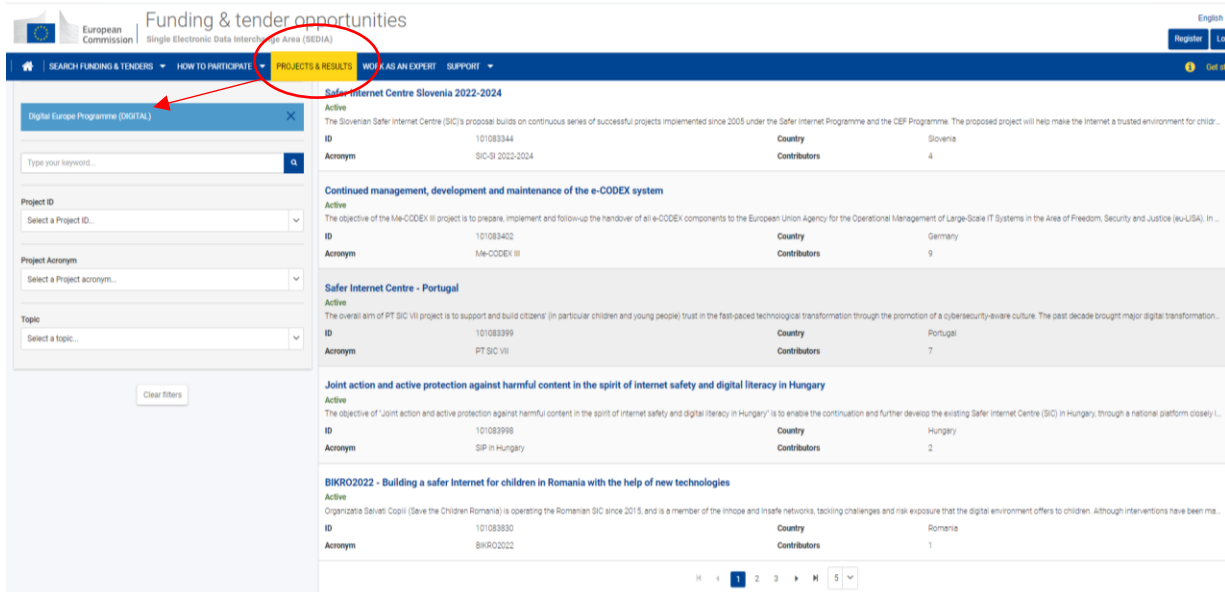 European
Commission
Funding & tender opportunities
Single Electronic Data Interchange Area (SEDIA)
English
Register
Lo
SEARCH FUNDING & TENDERS
HOW TO PARTICIPATE
PROJECTS & RESULTS
WORK AS AN EXPERT
SUPPORT
Get st
Digital Europe Programme (DIGITAL)
Type your keyword...
Project ID
Select a Project ID...
Project Acronym
Select a Project acronym...
Topic
Select a topic...
Clear filters
Safer Internet Centre Slovenia 2022-2024
Active
The Slovenian Safer Internet Centre (SIC)'s proposal builds on continuous series of successful projects implemented since 2005 under the Safer Internet Programme and the CEF Programme. The proposed project will help make the Internet a trusted environment for childr...
ID 101083344 Country Slovenia
Acronym SIC-SI 2022-2024 Contributors 4
Continued management, development and maintenance of the e-CODEX system
Active
The objective of the Me-CODEX III project is to prepare, implement and follow-up the handover of all e-CODEX components to the European Union Agency for the Operational Management of Large-Scale IT Systems in the Area of Freedom, Security and Justice (eu-LISA). In ...
ID 101083402 Country Germany
Acronym Me-CODEX III Contributors 9
Safer Internet Centre - Portugal
Active
The overall aim of PT SIC VII project is to support and build citizens' (in particular children and young people) trust in the fast-paced technological transformation through the promotion of a cybersecurity-aware culture. The past decade brought major digital transformation...
ID 101083399 Country Portugal
Acronym PT SIC VII Contributors 7
Joint action and active protection against harmful content in the spirit of internet safety and digital literacy in Hungary
Active
The objective of "Joint action and active protection against harmful content in the spirit of internet safety and digital literacy in Hungary" is to enable the continuation and further develop the existing Safer Internet Centre (SIC) in Hungary, through a national platform closely l...
ID 101083998 Country Hungary
Acronym SIP in Hungary Contributors 2
BIKRO2022 - Building a safer Internet for children in Romania with the help of new technologies
Active
Organizatia Salvati Copiii (Save the Children Romania) is operating the Romanian SIC since 2015, and is a member of the Inhope and Insafe networks, tackling challenges and risk exposure that the digital environment offers to children. Although interventions have been ma...
ID 101083830 Country Romania
Acronym BIKRO2022 Contributors 1
1 2 3 5